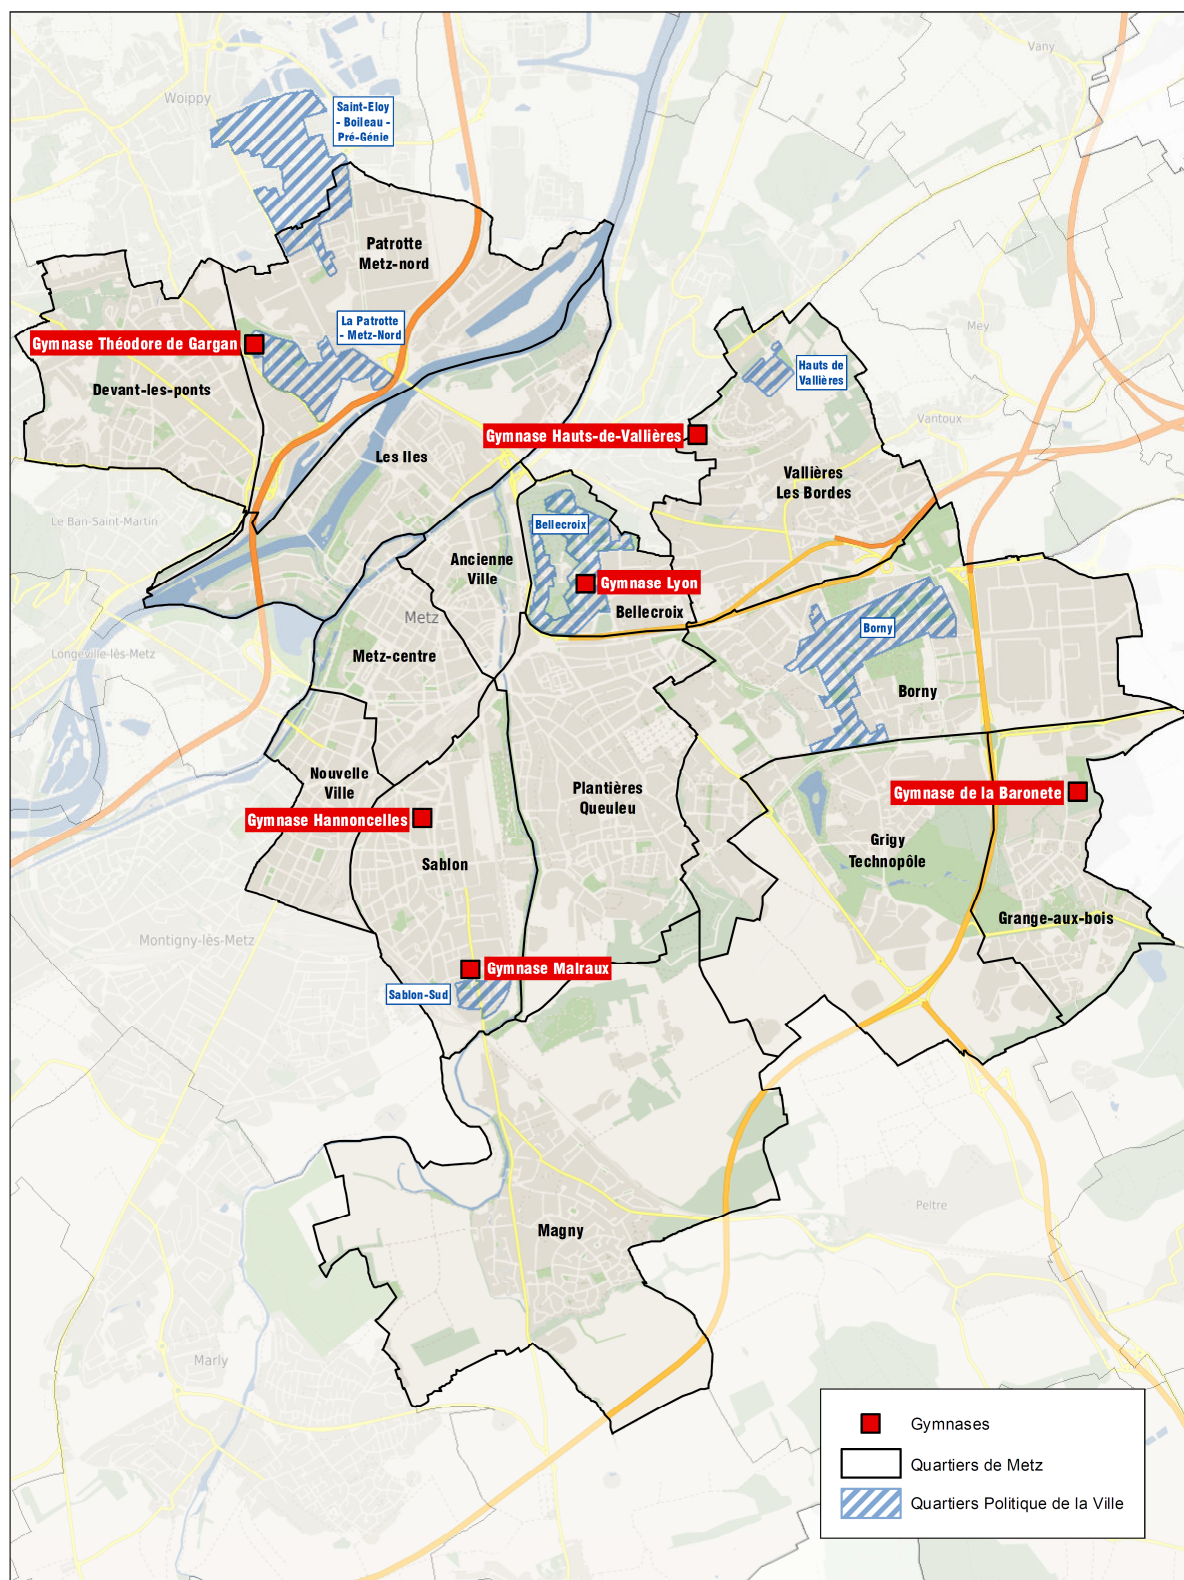 Vany
Woippy
Saint-Eloy
- Boileau -
Pré-Génie
Patrotte
Metz-nord
La Patrotte
- Metz-Nord
Gymnase Théodore de Gargan
Mey
Devant-les-ponts
Hauts de
Vallières
Vantoux
Gymnase Hauts-de-Vallières
Les Iles
Vallières
Les Bordes
Le Ban-Saint-Martin
Bellecroix
Ancienne
Ville
Gymnase Lyon
Bellecroix
Metz
Borny
Longeville-lès-Metz
Metz-centre
Borny
Nouvelle
Ville
Plantières
Queuleu
Gymnase de la Baronete
Gymnase Hannoncelles
Grigy
Technopôle
Sablon
Grange-aux-bois
Montigny-lès-Metz
Gymnase Malraux
Sablon-Sud
Peltre
Magny
Marly
Gymnases
Quartiers de Metz
Quartiers Politique de la Ville